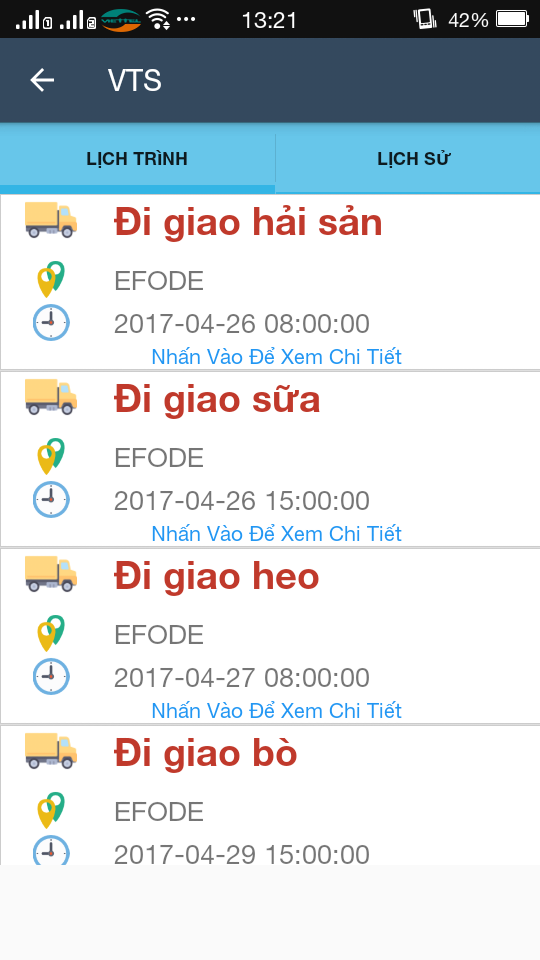 1 2 VIETTEL 13:21 42%
VTS
LỊCH TRÌNH LỊCH SỬ
Đi giao hải sản
EFODE
2017-04-26 08:00:00
Nhấn Vào Để Xem Chi Tiết
Đi giao sữa
EFODE
2017-04-26 15:00:00
Nhấn Vào Để Xem Chi Tiết
Đi giao heo
EFODE
2017-04-27 08:00:00
Nhấn Vào Để Xem Chi Tiết
Đi giao bò
EFODE
2017-04-29 15:00:00